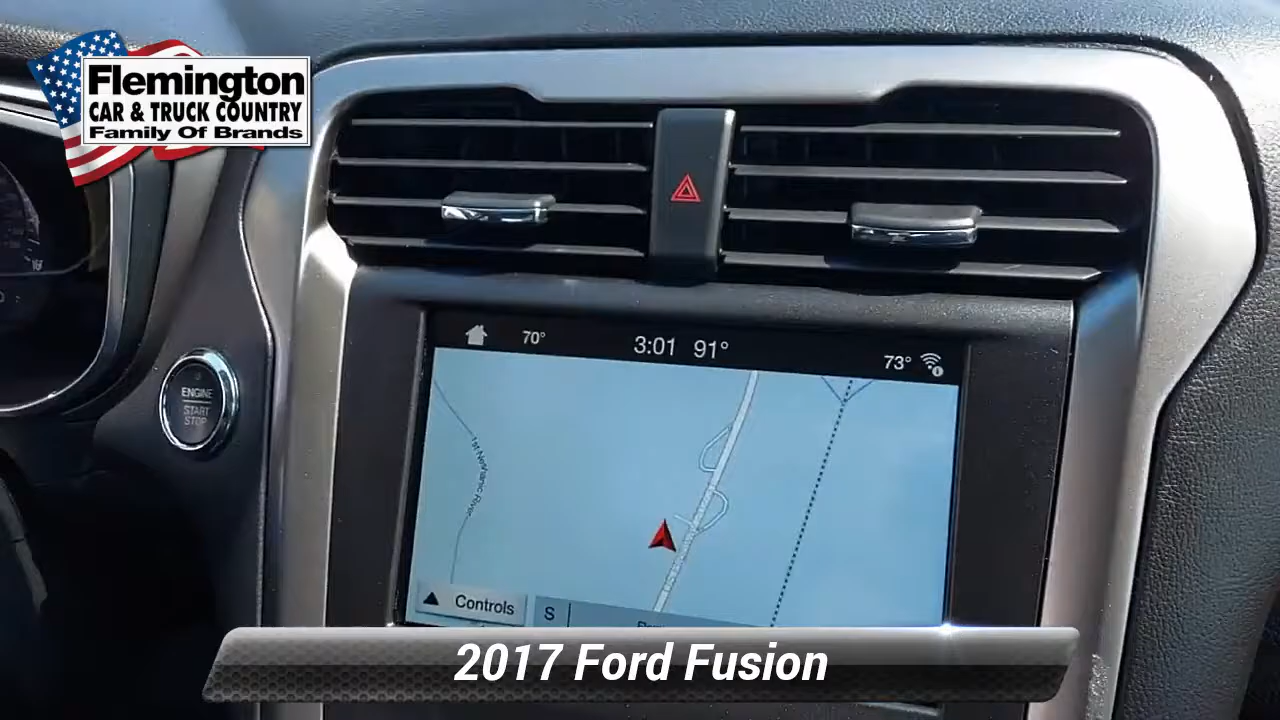 Flemington
CAR & TRUCK COUNTRY
Family Of Brands
70° 3:01 91° 73°
ENGINE
START
STOP
River
Controls S
2017 Ford Fusion